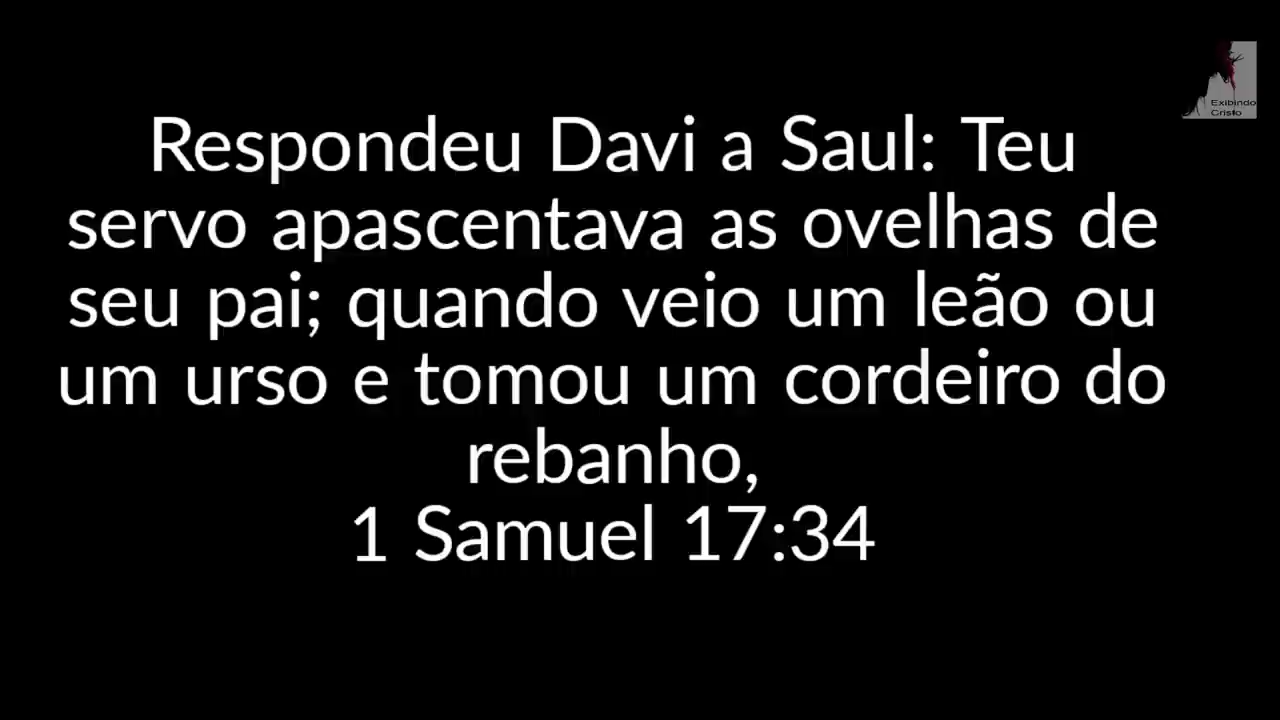 Exibindo
Cristo
Respondeu Davi a Saul: Teu
servo apascentava as ovelhas de
seu pai; quando veio um leão ou
um urso e tomou um cordeiro do
rebanho,
1 Samuel 17:34